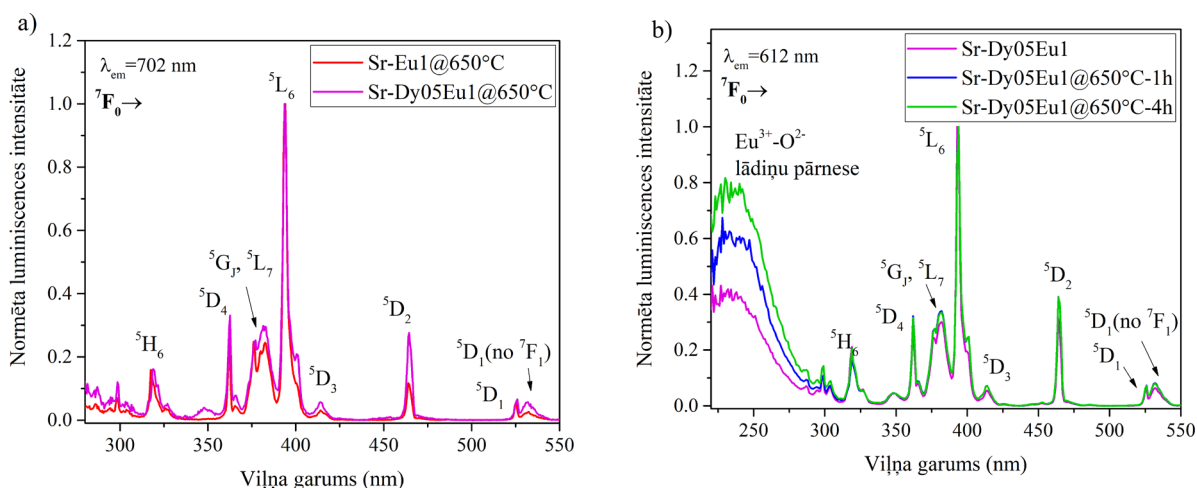 a)
λem=702 nm
⁷F₀→
Sr-Eu1@650°C
Sr-Dy05Eu1@650°C
⁵L₆
⁵G_J, ⁵L₇
⁵D₄
⁵H₆
⁵D₃
⁵D₂
⁵D₁(no ⁷F₁)
⁵D₁
Normēta luminiscences intensitāte
1.2
1.0
0.8
0.6
0.4
0.2
0.0
300 350 400 450 500 550
Viļņa garums (nm)
b)
λem=612 nm
⁷F₀→
Sr-Dy05Eu1
Sr-Dy05Eu1@650°C-1h
Sr-Dy05Eu1@650°C-4h
Eu³⁺-O²⁻
lādiņu pārnese
⁵L₆
⁵G_J, ⁵L₇
⁵D₄
⁵H₆
⁵D₃
⁵D₂
⁵D₁(no ⁷F₁)
⁵D₁
Normēta luminiscences intensitāte
1.2
1.0
0.8
0.6
0.4
0.2
0.0
250 300 350 400 450 500 550
Viļņa garums (nm)